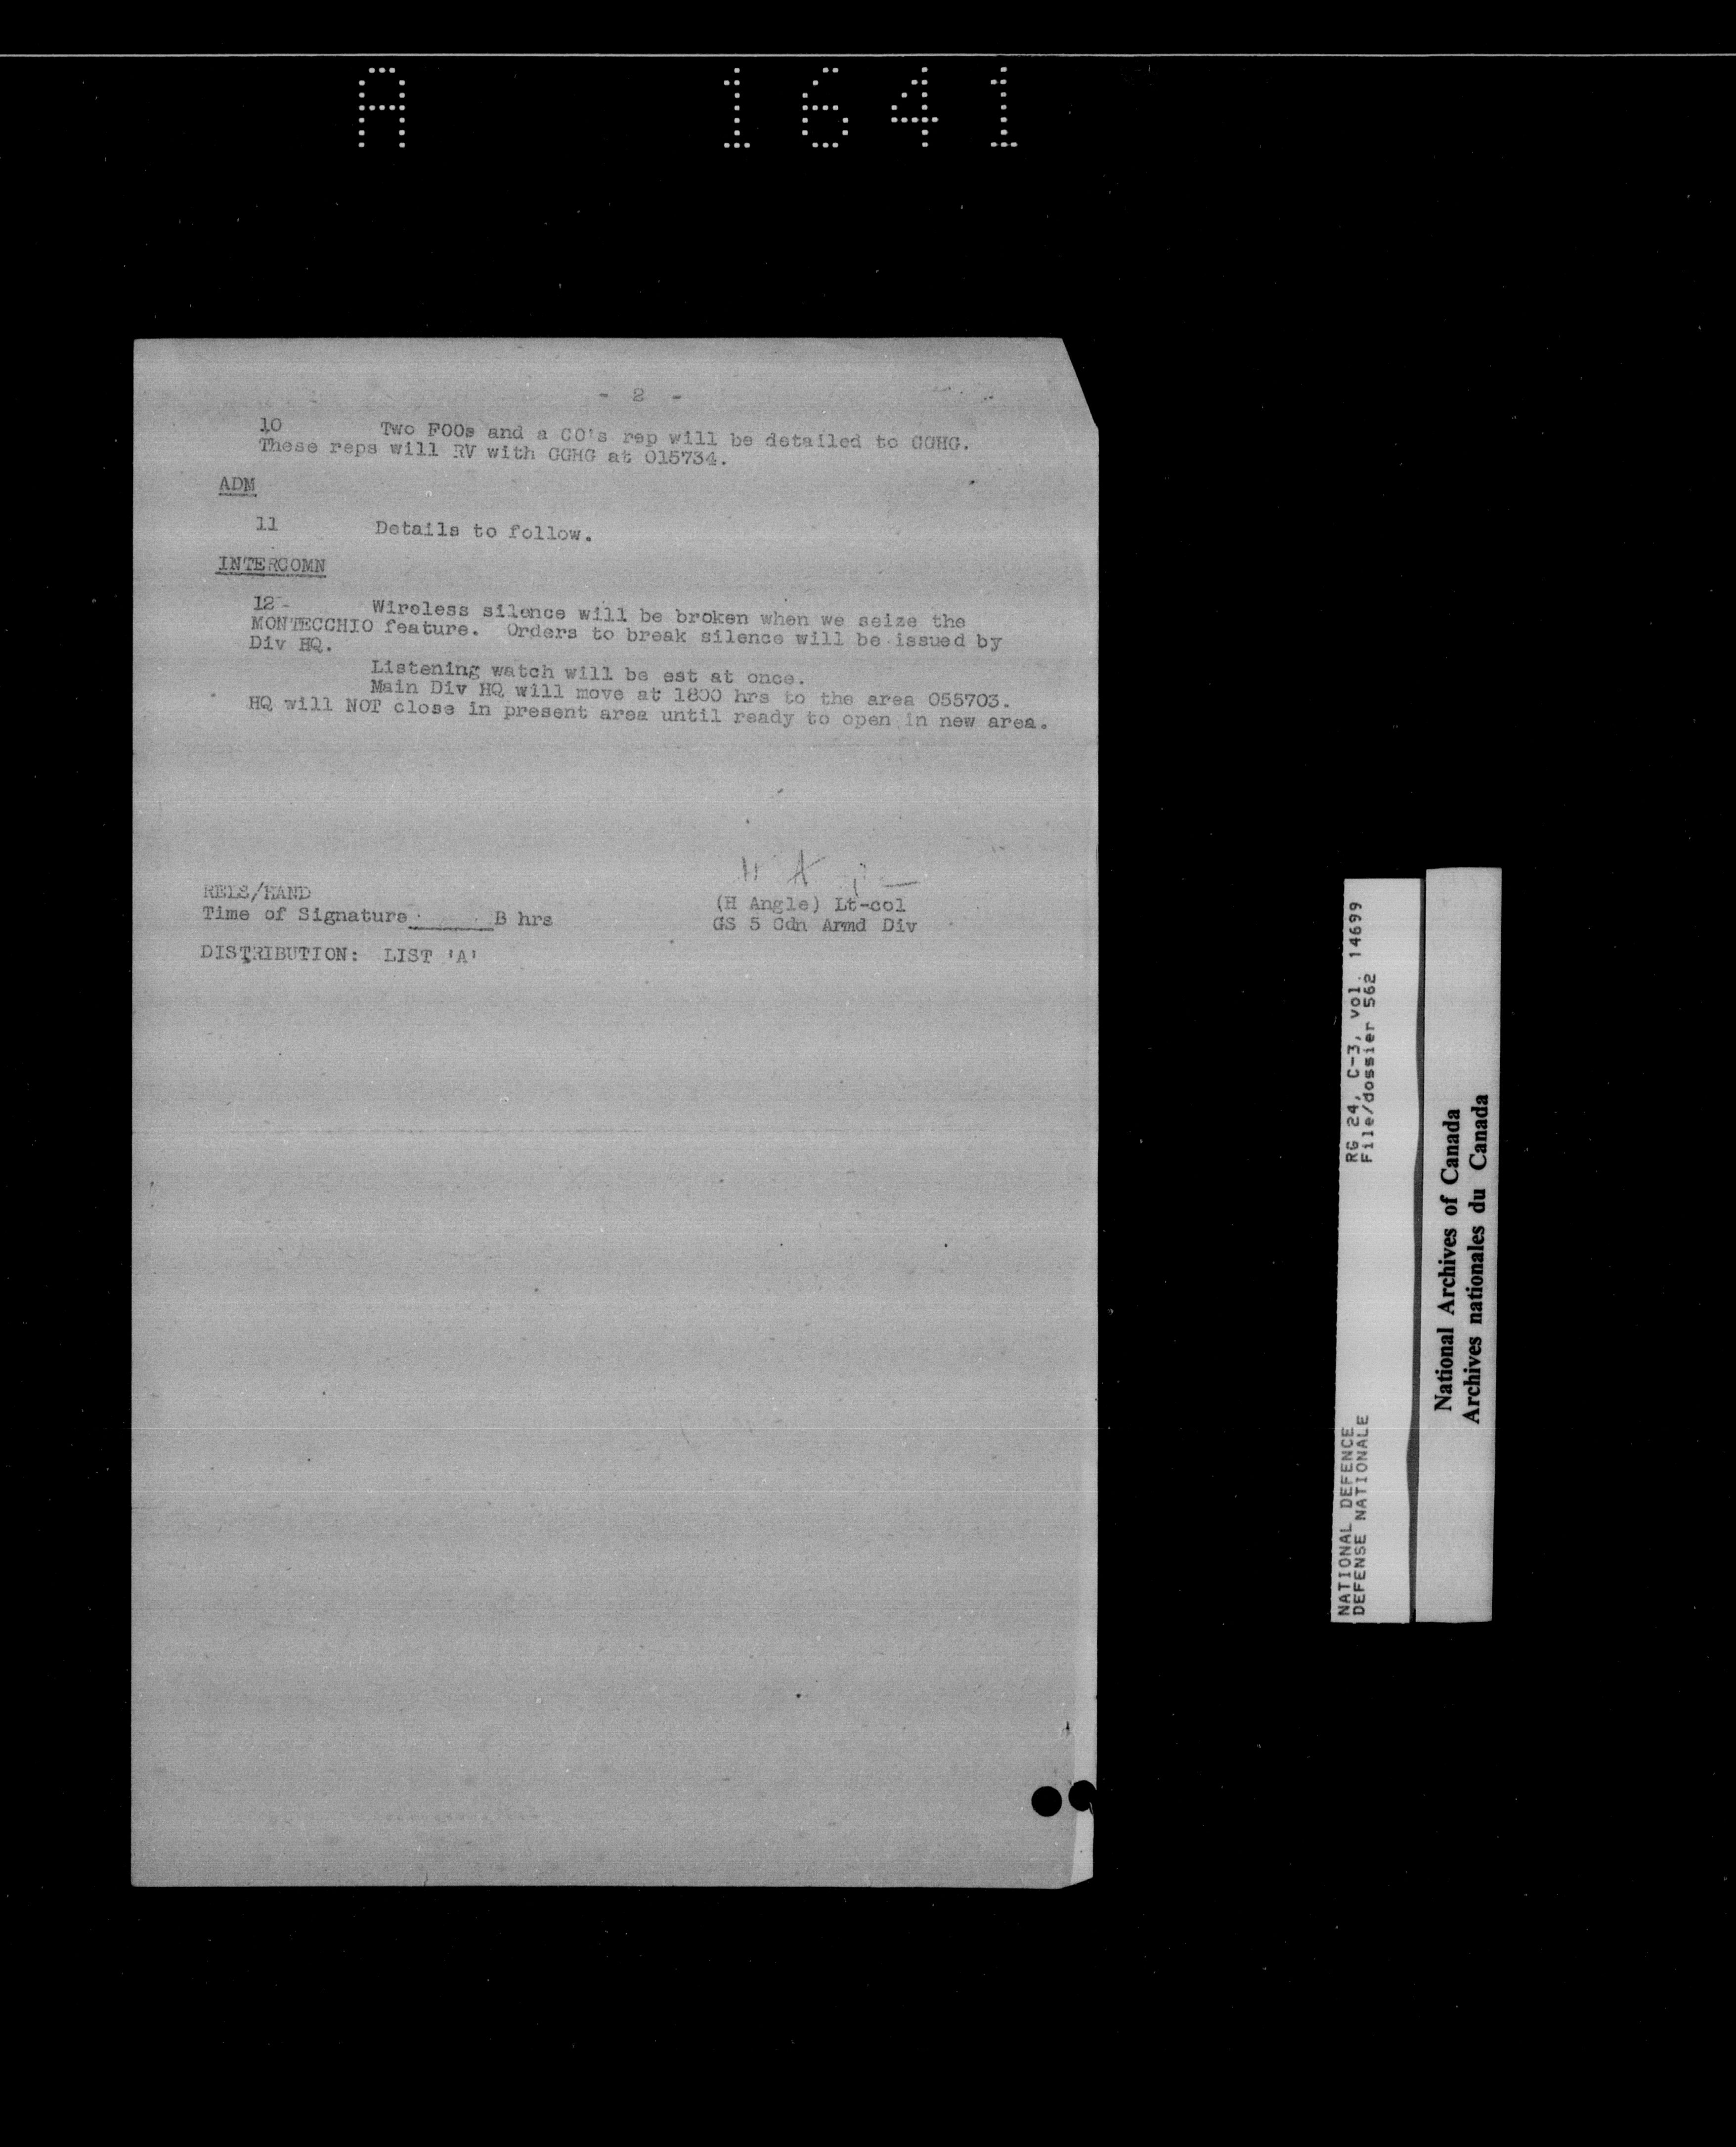 A 1641
- 2 -
10 Two FOOs and a CO's rep will be detailed to GGHG.
These reps will RV with GGHG at 015734.
ADM
11 Details to follow.
INTERCOMN
12 - Wireless silence will be broken when we seize the
MONTECCHIO feature. Orders to break silence will be issued by
Div HQ.
Listening watch will be est at once.
Main Div HQ will move at 1800 hrs to the area 055703.
HQ will NOT close in present area until ready to open in new area.
RELS/HAND
Time of Signature ______ B hrs
(H Angle) Lt-col
GS 5 Cdn Armd Div
DISTRIBUTION: LIST 'A'
NATIONAL DEFENCE RG 24, C-3, vol. 14699
DEFENSE NATIONALE File/dossier 562
National Archives of Canada
Archives nationales du Canada